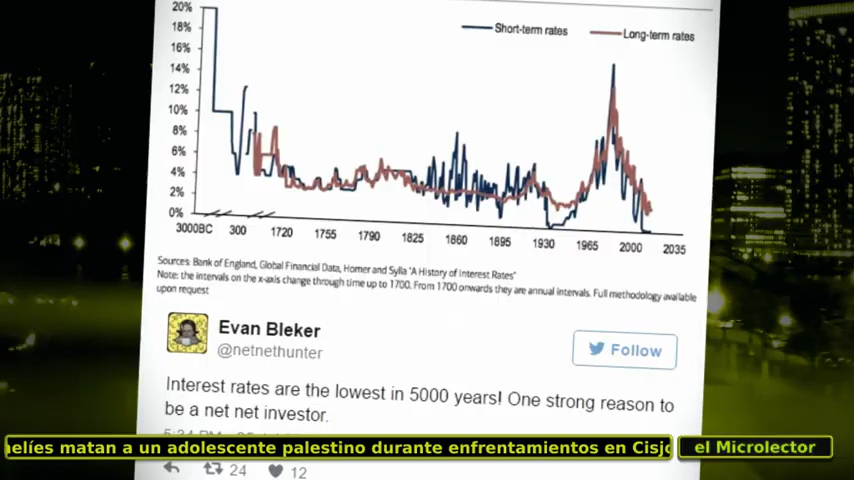 20%
18%
16%
14%
12%
10%
8%
6%
4%
2%
0%
Short-term rates
Long-term rates
3000BC 300 1720 1755 1790 1825 1860 1895 1930 1965 2000 2035
Sources: Bank of England, Global Financial Data, Homer and Sylla 'A History of Interest Rates"
Note: the intervals on the x-axis change through time up to 1700. From 1700 onwards they are annual intervals. Full methodology available
upon request
Evan Bleker
@netnethunter
Follow
Interest rates are the lowest in 5000 years! One strong reason to
be a net net investor.
matan a un adolescente palestino durante enfrentamientos en
el Microlector
24
12